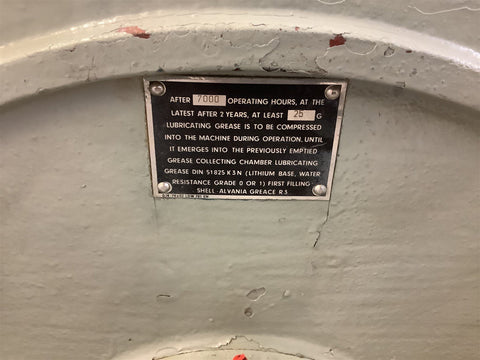 AFTER 7000 OPERATING HOURS, AT THE
LATEST AFTER 2 YEARS, AT LEAST 25 G
LUBRICATING GREASE IS TO BE COMPRESSED
INTO THE MACHINE DURING OPERATION, UNTIL
IT EMERGES INTO THE PREVIOUSLY EMPTIED
GREASE COLLECTING CHAMBER LUBRICATING
GREASE DIN 51825 K3N (LITHIUM BASE, WATER
RESISTANCE GRADE 0 OR 1) FIRST FILLING
SHELL ALVANIA GREACE R3